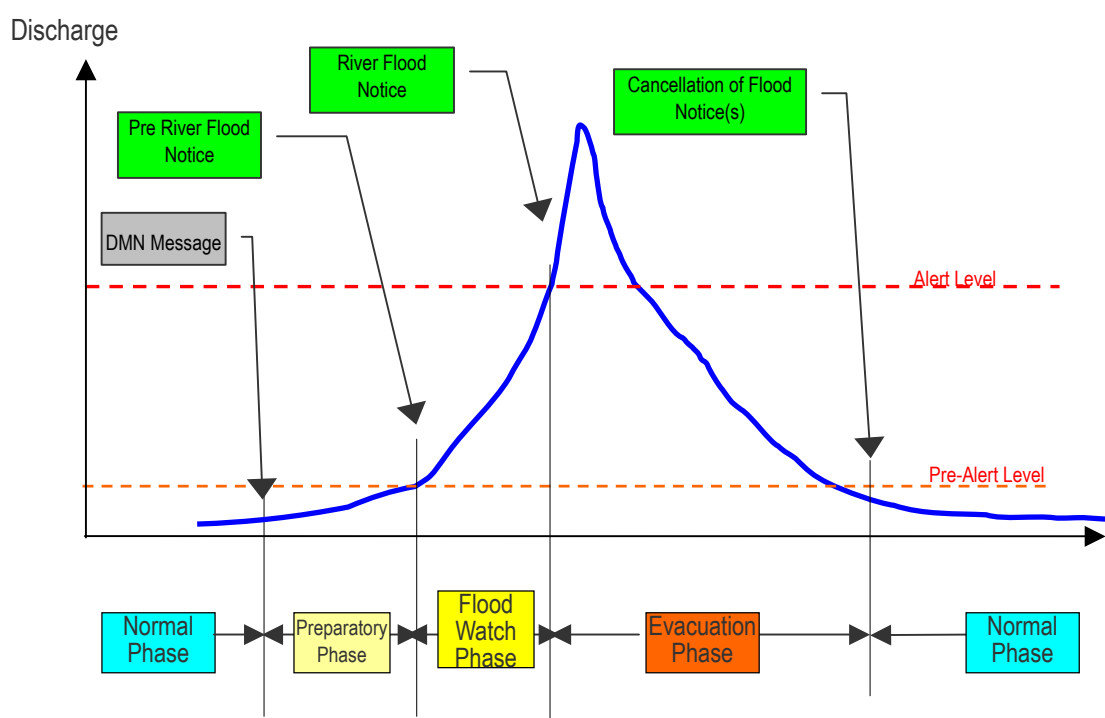 Discharge
River Flood
Notice
Cancellation of Flood
Notice(s)
Pre River Flood
Notice
DMN Message
Alert Level
Pre-Alert Level
Normal
Phase
Preparatory
Phase
Flood
Watch
Phase
Evacuation
Phase
Normal
Phase